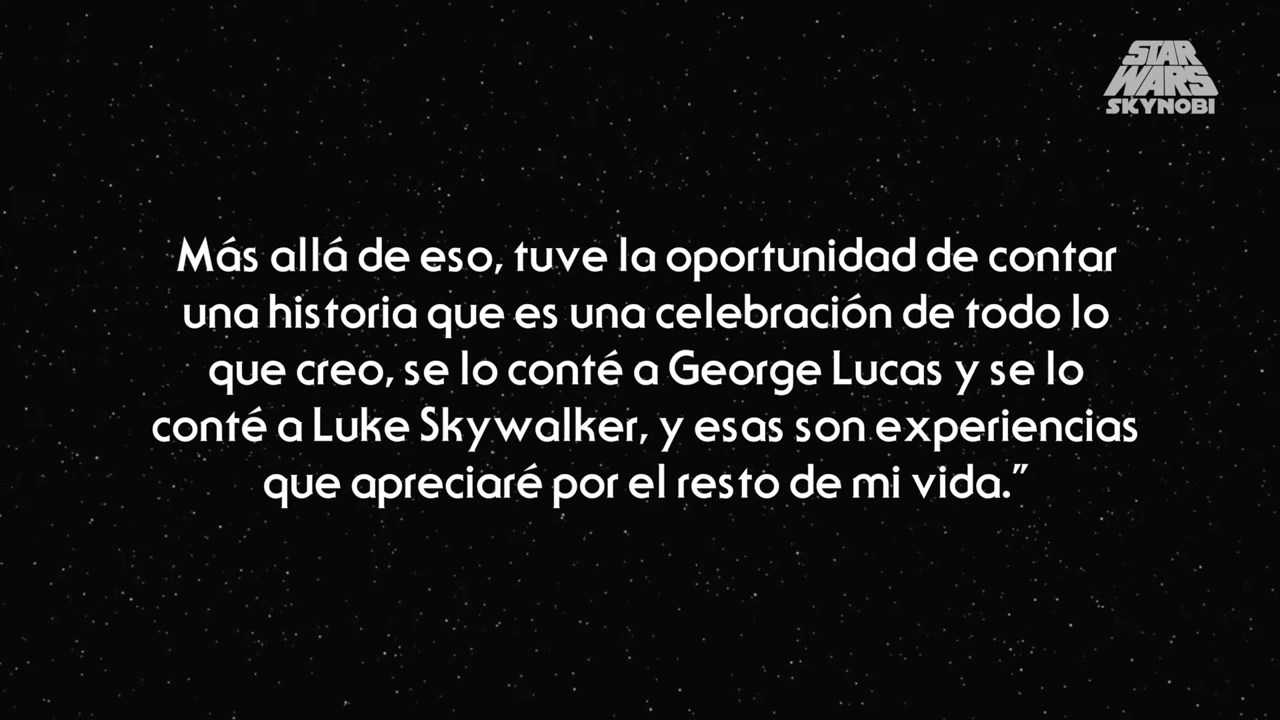 STAR
WARS
SKYNOBI
Más allá de eso, tuve la oportunidad de contar
una historia que es una celebración de todo lo
que creo, se lo conté a George Lucas y se lo
conté a Luke Skywalker, y esas son experiencias
que apreciaré por el resto de mi vida.”